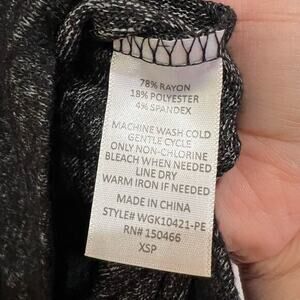 78% RAYON
18% POLYESTER
4% SPANDEX
MACHINE WASH COLD
GENTLE CYCLE
ONLY NON-CHLORINE
BLEACH WHEN NEEDED
LINE DRY
WARM IRON IF NEEDED
MADE IN CHINA
STYLE# WGK10421-PE
RN# 150466
XSP